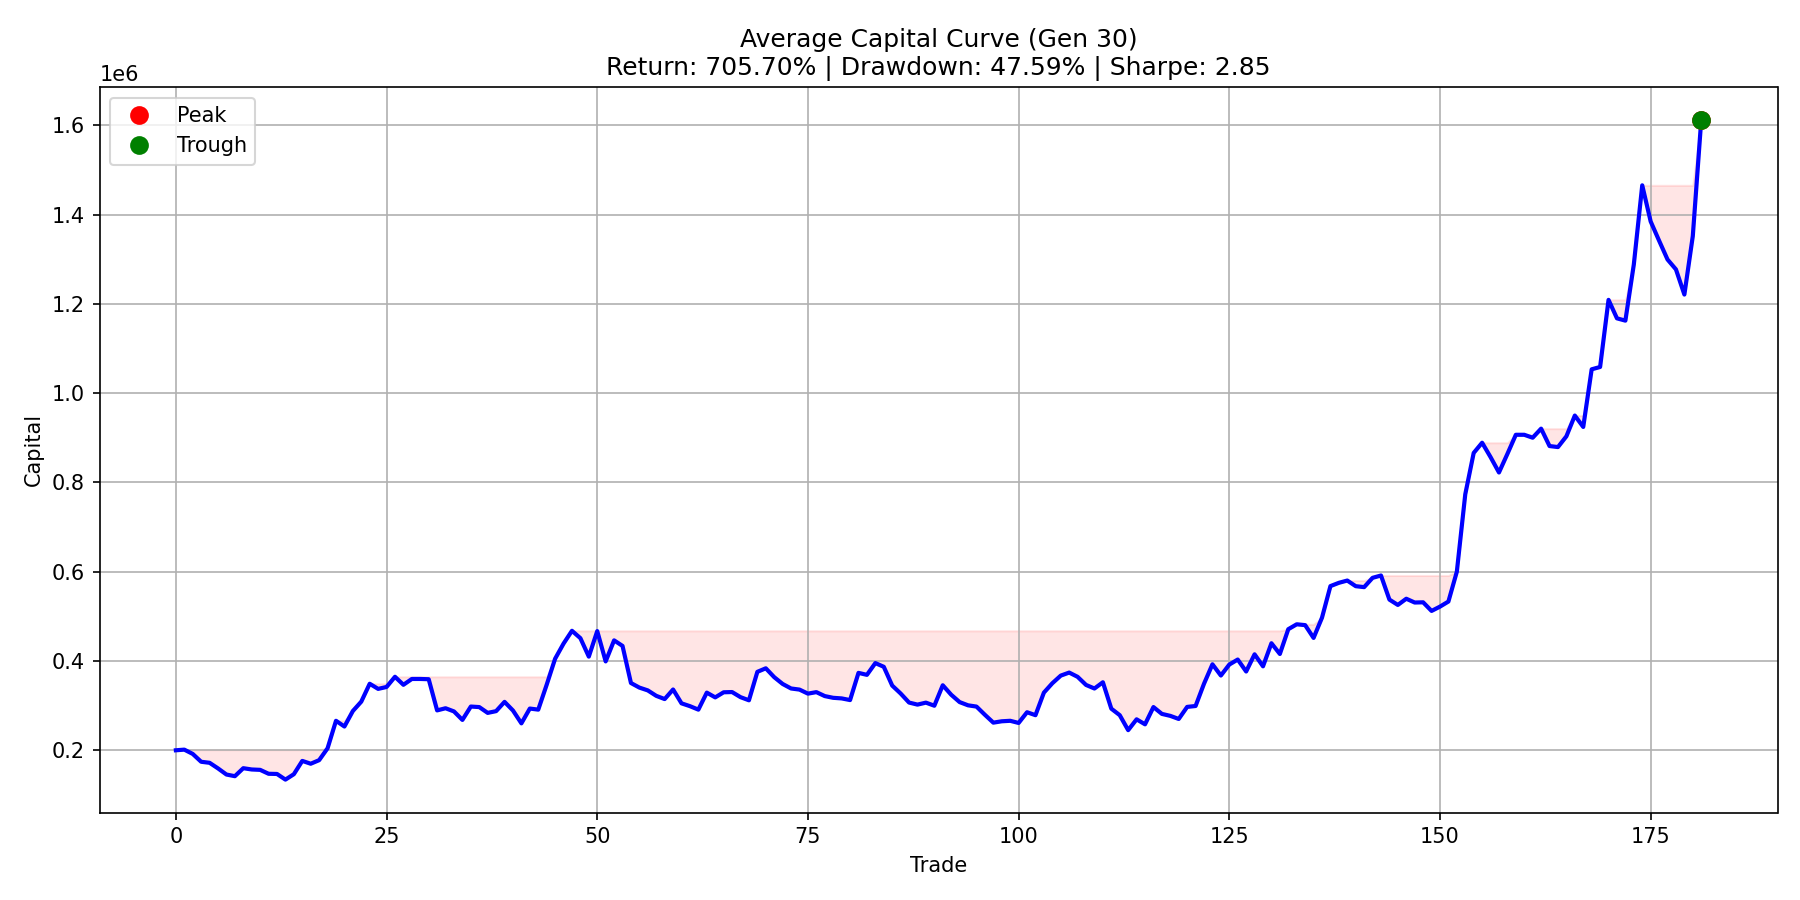 Average Capital Curve (Gen 30)
Return: 705.70% | Drawdown: 47.59% | Sharpe: 2.85
1e6
Peak
Trough
1.6
1.4
1.2
1.0
0.8
0.6
0.4
0.2
Capital
0 25 50 75 100 125 150 175
Trade